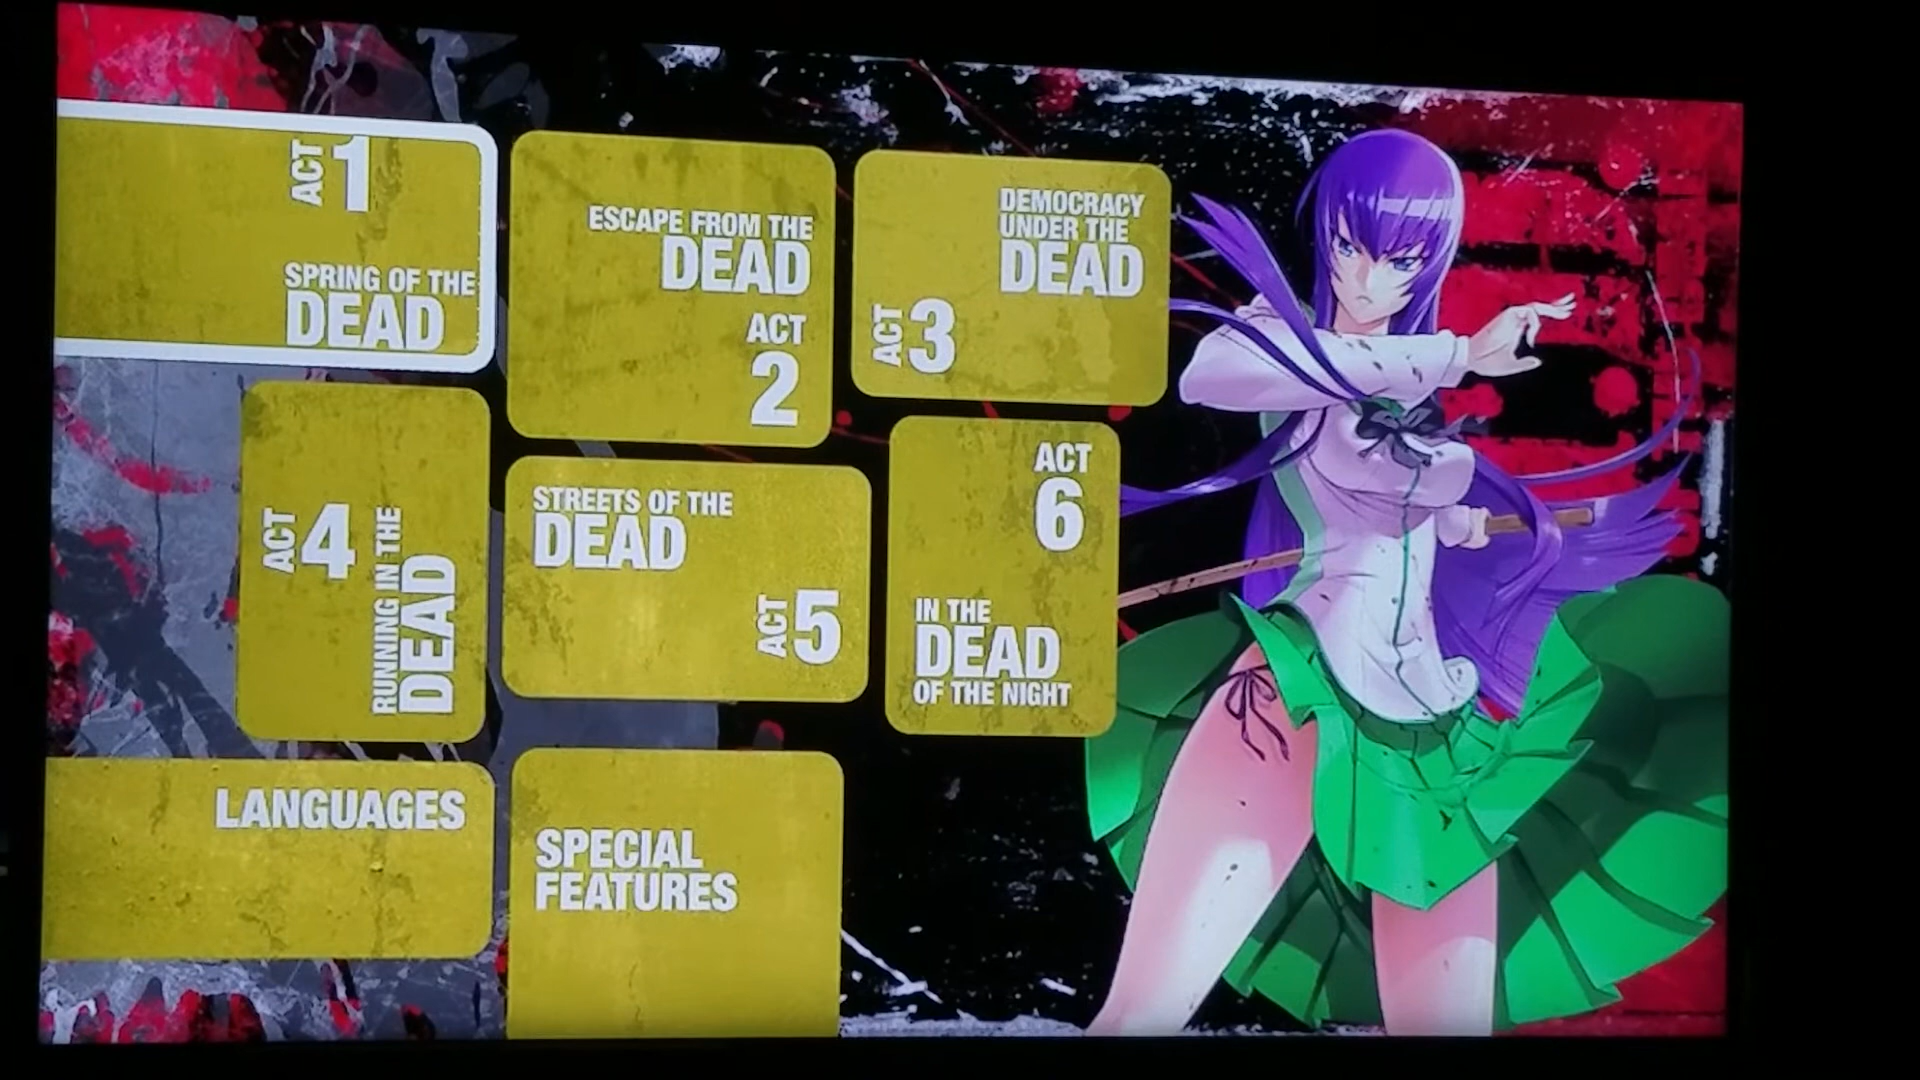 ACT 1
SPRING OF THE
DEAD
ESCAPE FROM THE
DEAD
ACT
2
DEMOCRACY
UNDER THE
DEAD
ACT 3
ACT 4
RUNNING IN THE
DEAD
STREETS OF THE
DEAD
ACT 5
ACT
6
IN THE
DEAD
OF THE NIGHT
LANGUAGES
SPECIAL
FEATURES